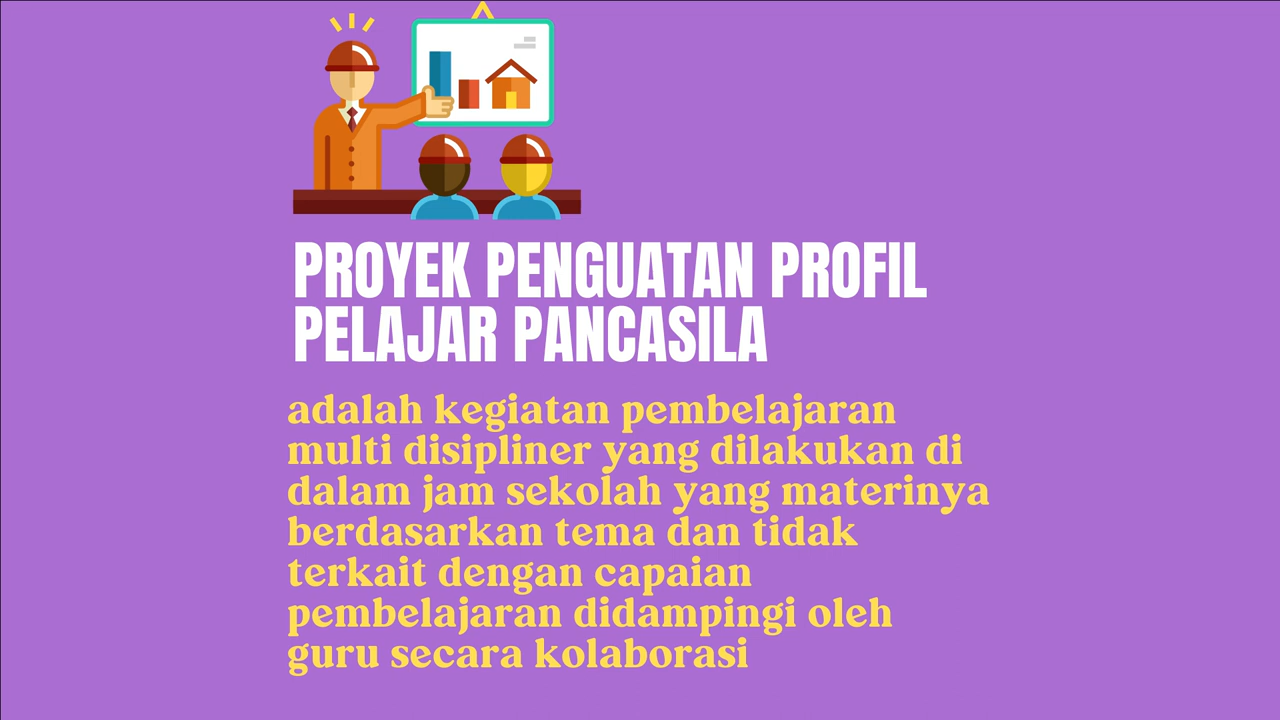 PROYEK PENGUATAN PROFIL
PELAJAR PANCASILA
adalah kegiatan pembelajaran
multi disipliner yang dilakukan di
dalam jam sekolah yang materinya
berdasarkan tema dan tidak
terkait dengan capaian
pembelajaran didampingi oleh
guru secara kolaborasi